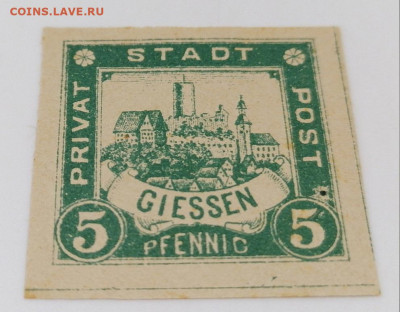 COINS.LAVE.RU
STADT
PRIVAT
POST
GIESSEN
5 PFENNIG 5